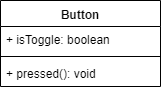 Button
+ isToggle: boolean
+ pressed(): void